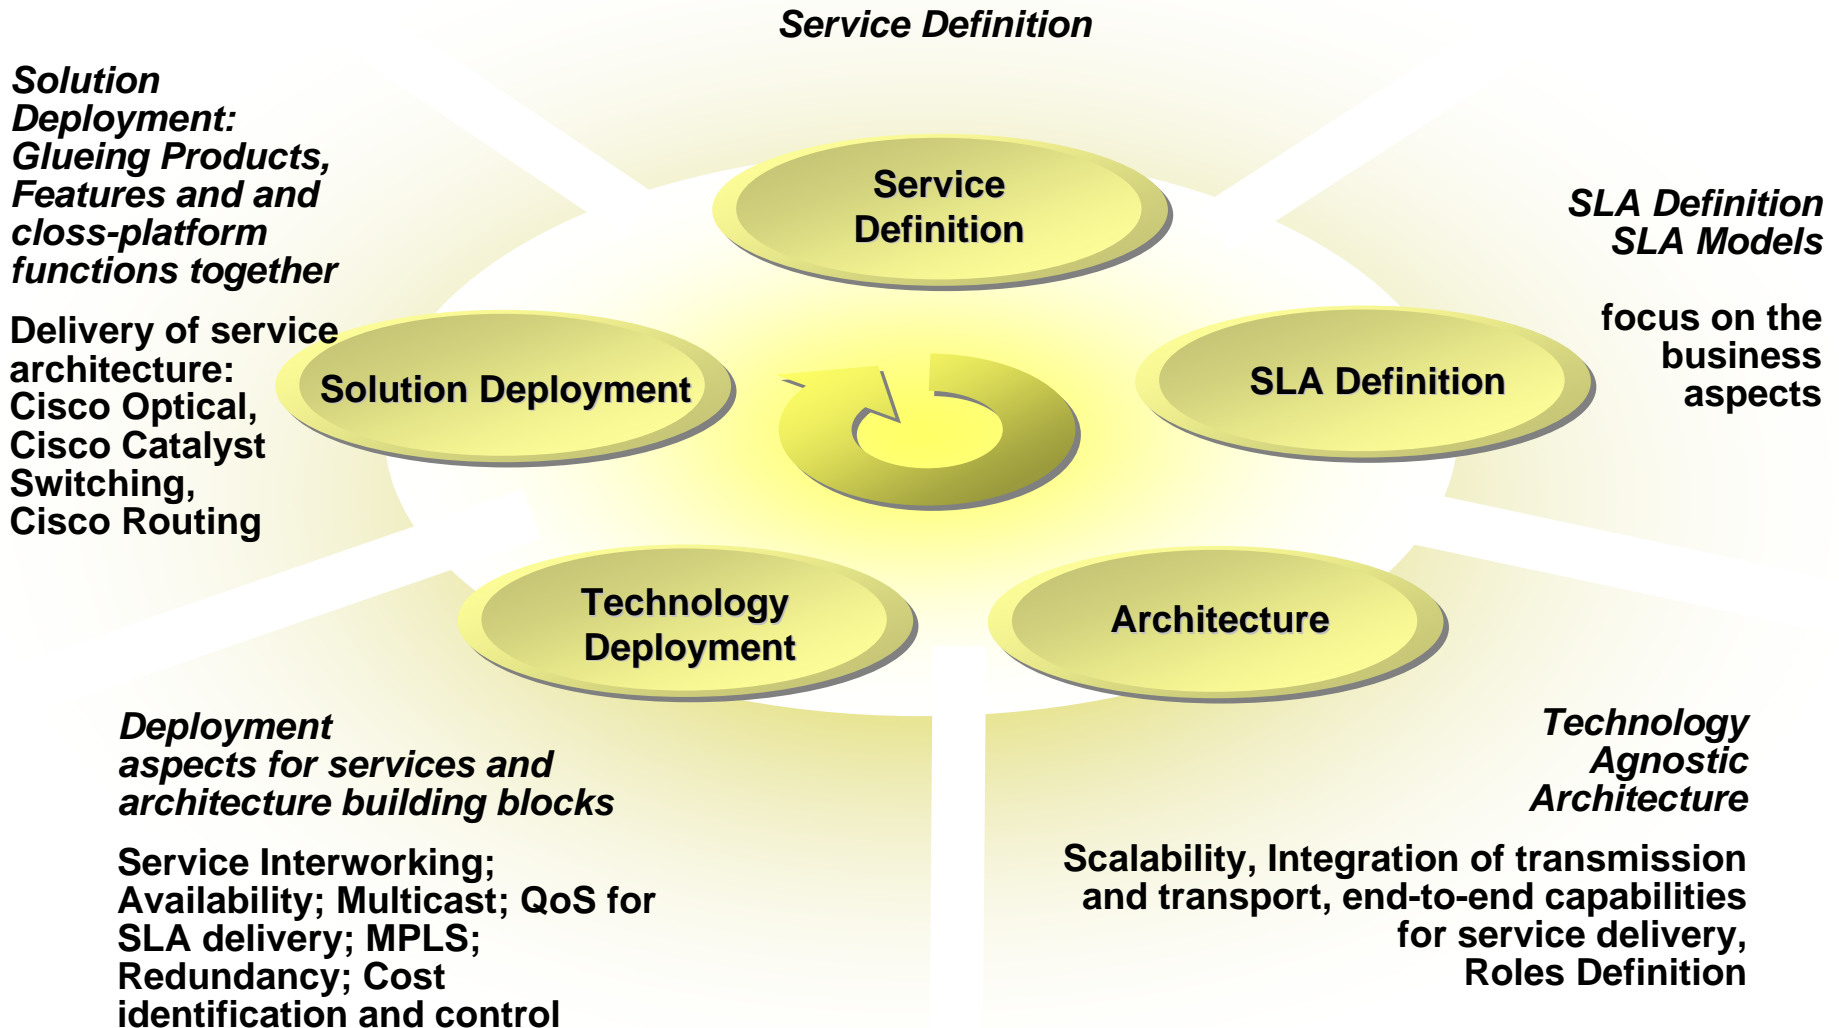 Service Definition
Solution
Deployment:
Glueing Products,
Features and and
closs-platform
functions together
Delivery of service
architecture:
Cisco Optical,
Cisco Catalyst
Switching,
Cisco Routing
Service
Definition
SLA Definition
SLA Models
focus on the
business
aspects
Solution Deployment
SLA Definition
Technology
Deployment
Architecture
Deployment
aspects for services and
architecture building blocks
Service Interworking;
Availability; Multicast; QoS for
SLA delivery; MPLS;
Redundancy; Cost
identification and control
Technology
Agnostic
Architecture
Scalability, Integration of transmission
and transport, end-to-end capabilities
for service delivery,
Roles Definition